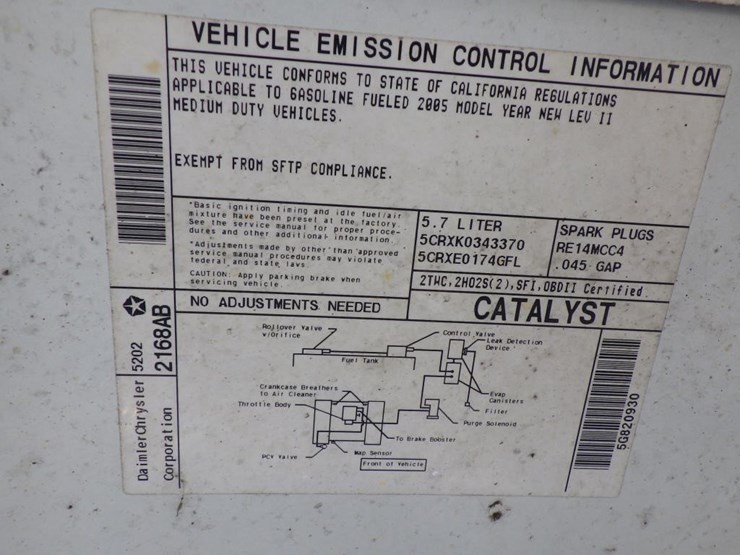 VEHICLE EMISSION CONTROL INFORMATION
THIS VEHICLE CONFORMS TO STATE OF CALIFORNIA REGULATIONS
APPLICABLE TO GASOLINE FUELED 2005 MODEL YEAR NEW LEV II
MEDIUM DUTY VEHICLES.
EXEMPT FROM SFTP COMPLIANCE.
*Basic ignition timing and idle fuel/air
mixture have been preset at the factory.
See the service manual for proper proce-
dures and other additional information.
*Adjustments made by other than approved
service manual procedures may violate
federal and state laws.
CAUTION: Apply parking brake when
servicing vehicle.
5.7 LITER
5CRXK0343370
5CRXE0174GFL
SPARK PLUGS
RE14MCC4
.045 GAP
2TWC,2HO2S(2),SFI,OBDII Certified
NO ADJUSTMENTS NEEDED
CATALYST
DaimlerChrysler 5202
Corporation 2168AB
Rollover Valve
w/Orifice
Fuel Tank
Control Valve
Leak Detection
Device
Crankcase Breathers
to Air Cleaner
Throttle Body
Evap
Canisters
Filter
Purge Solenoid
To Brake Booster
Map Sensor
PCV Valve
Front of Vehicle
5G820930